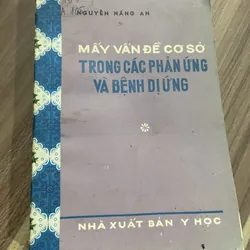 NGUYỄN NĂNG AN
MẤY VẤN ĐỀ CƠ SỞ
TRONG CÁC PHẢN ỨNG
VÀ BỆNH DỊ ỨNG
NHÀ XUẤT BẢN Y HỌC